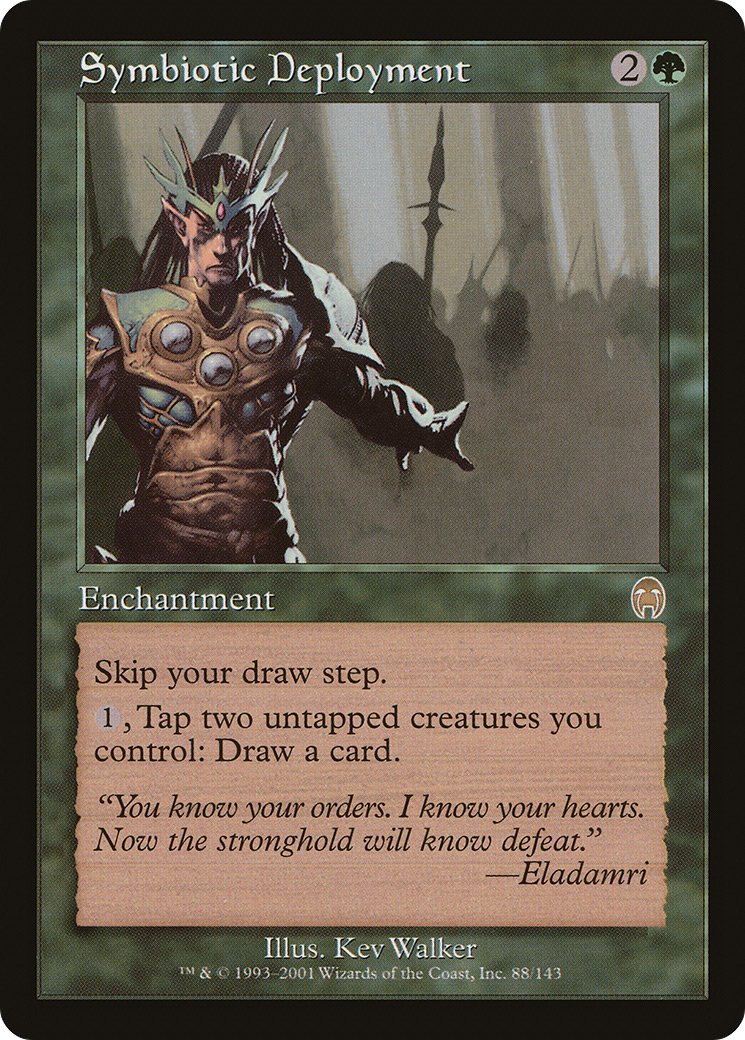 Symbiotic Deployment 2
Enchantment
Skip your draw step.
1, Tap two untapped creatures you
control: Draw a card.
“You know your orders. I know your hearts.
Now the stronghold will know defeat.”
—Eladamri
Illus. Kev Walker
™ & © 1993–2001 Wizards of the Coast, Inc. 88/143